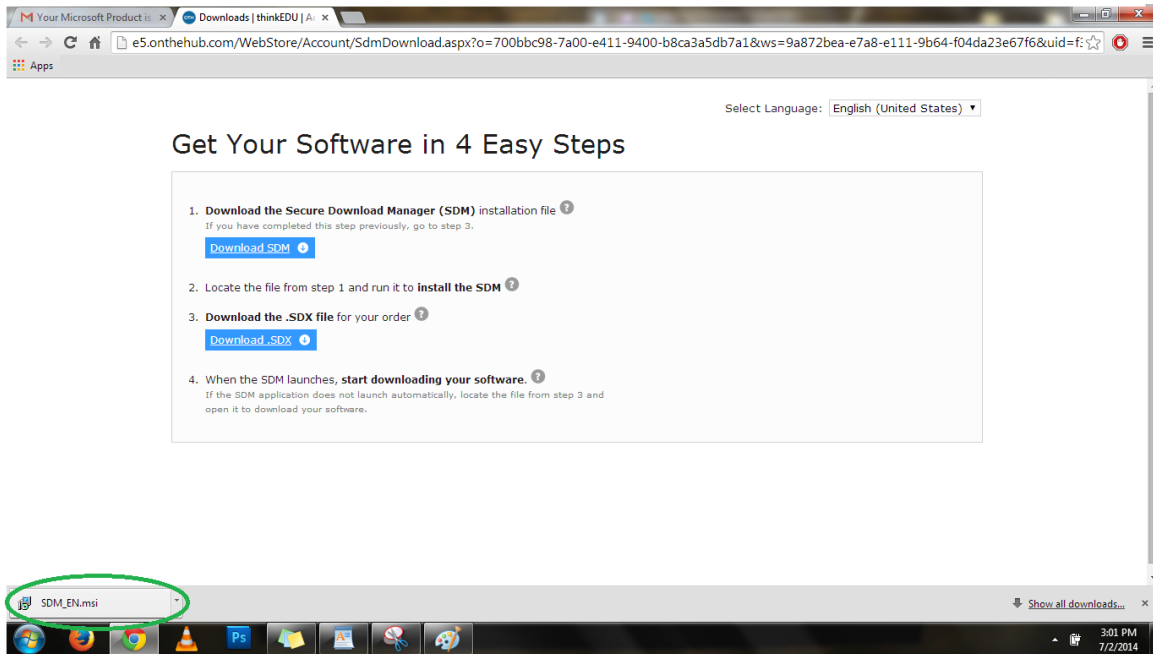 Your Microsoft Product is
Downloads | thinkEDU | A
e5.onthehub.com/WebStore/Account/SdmDownload.aspx?o=700bbc98-7a00-e411-9400-b8ca3a5db7a1&ws=9a872bea-e7a8-e111-9b64-f04da23e67f6&uid=f
Apps
Select Language: English (United States)
Get Your Software in 4 Easy Steps
1. Download the Secure Download Manager (SDM) installation file ?
If you have completed this step previously, go to step 3.
Download SDM
2. Locate the file from step 1 and run it to install the SDM ?
3. Download the .SDX file for your order ?
Download .SDX
4. When the SDM launches, start downloading your software. ?
If the SDM application does not launch automatically, locate the file from step 3 and
open it to download your software.
SDM_EN.msi
Show all downloads...
Ps
3:01 PM
7/2/2014